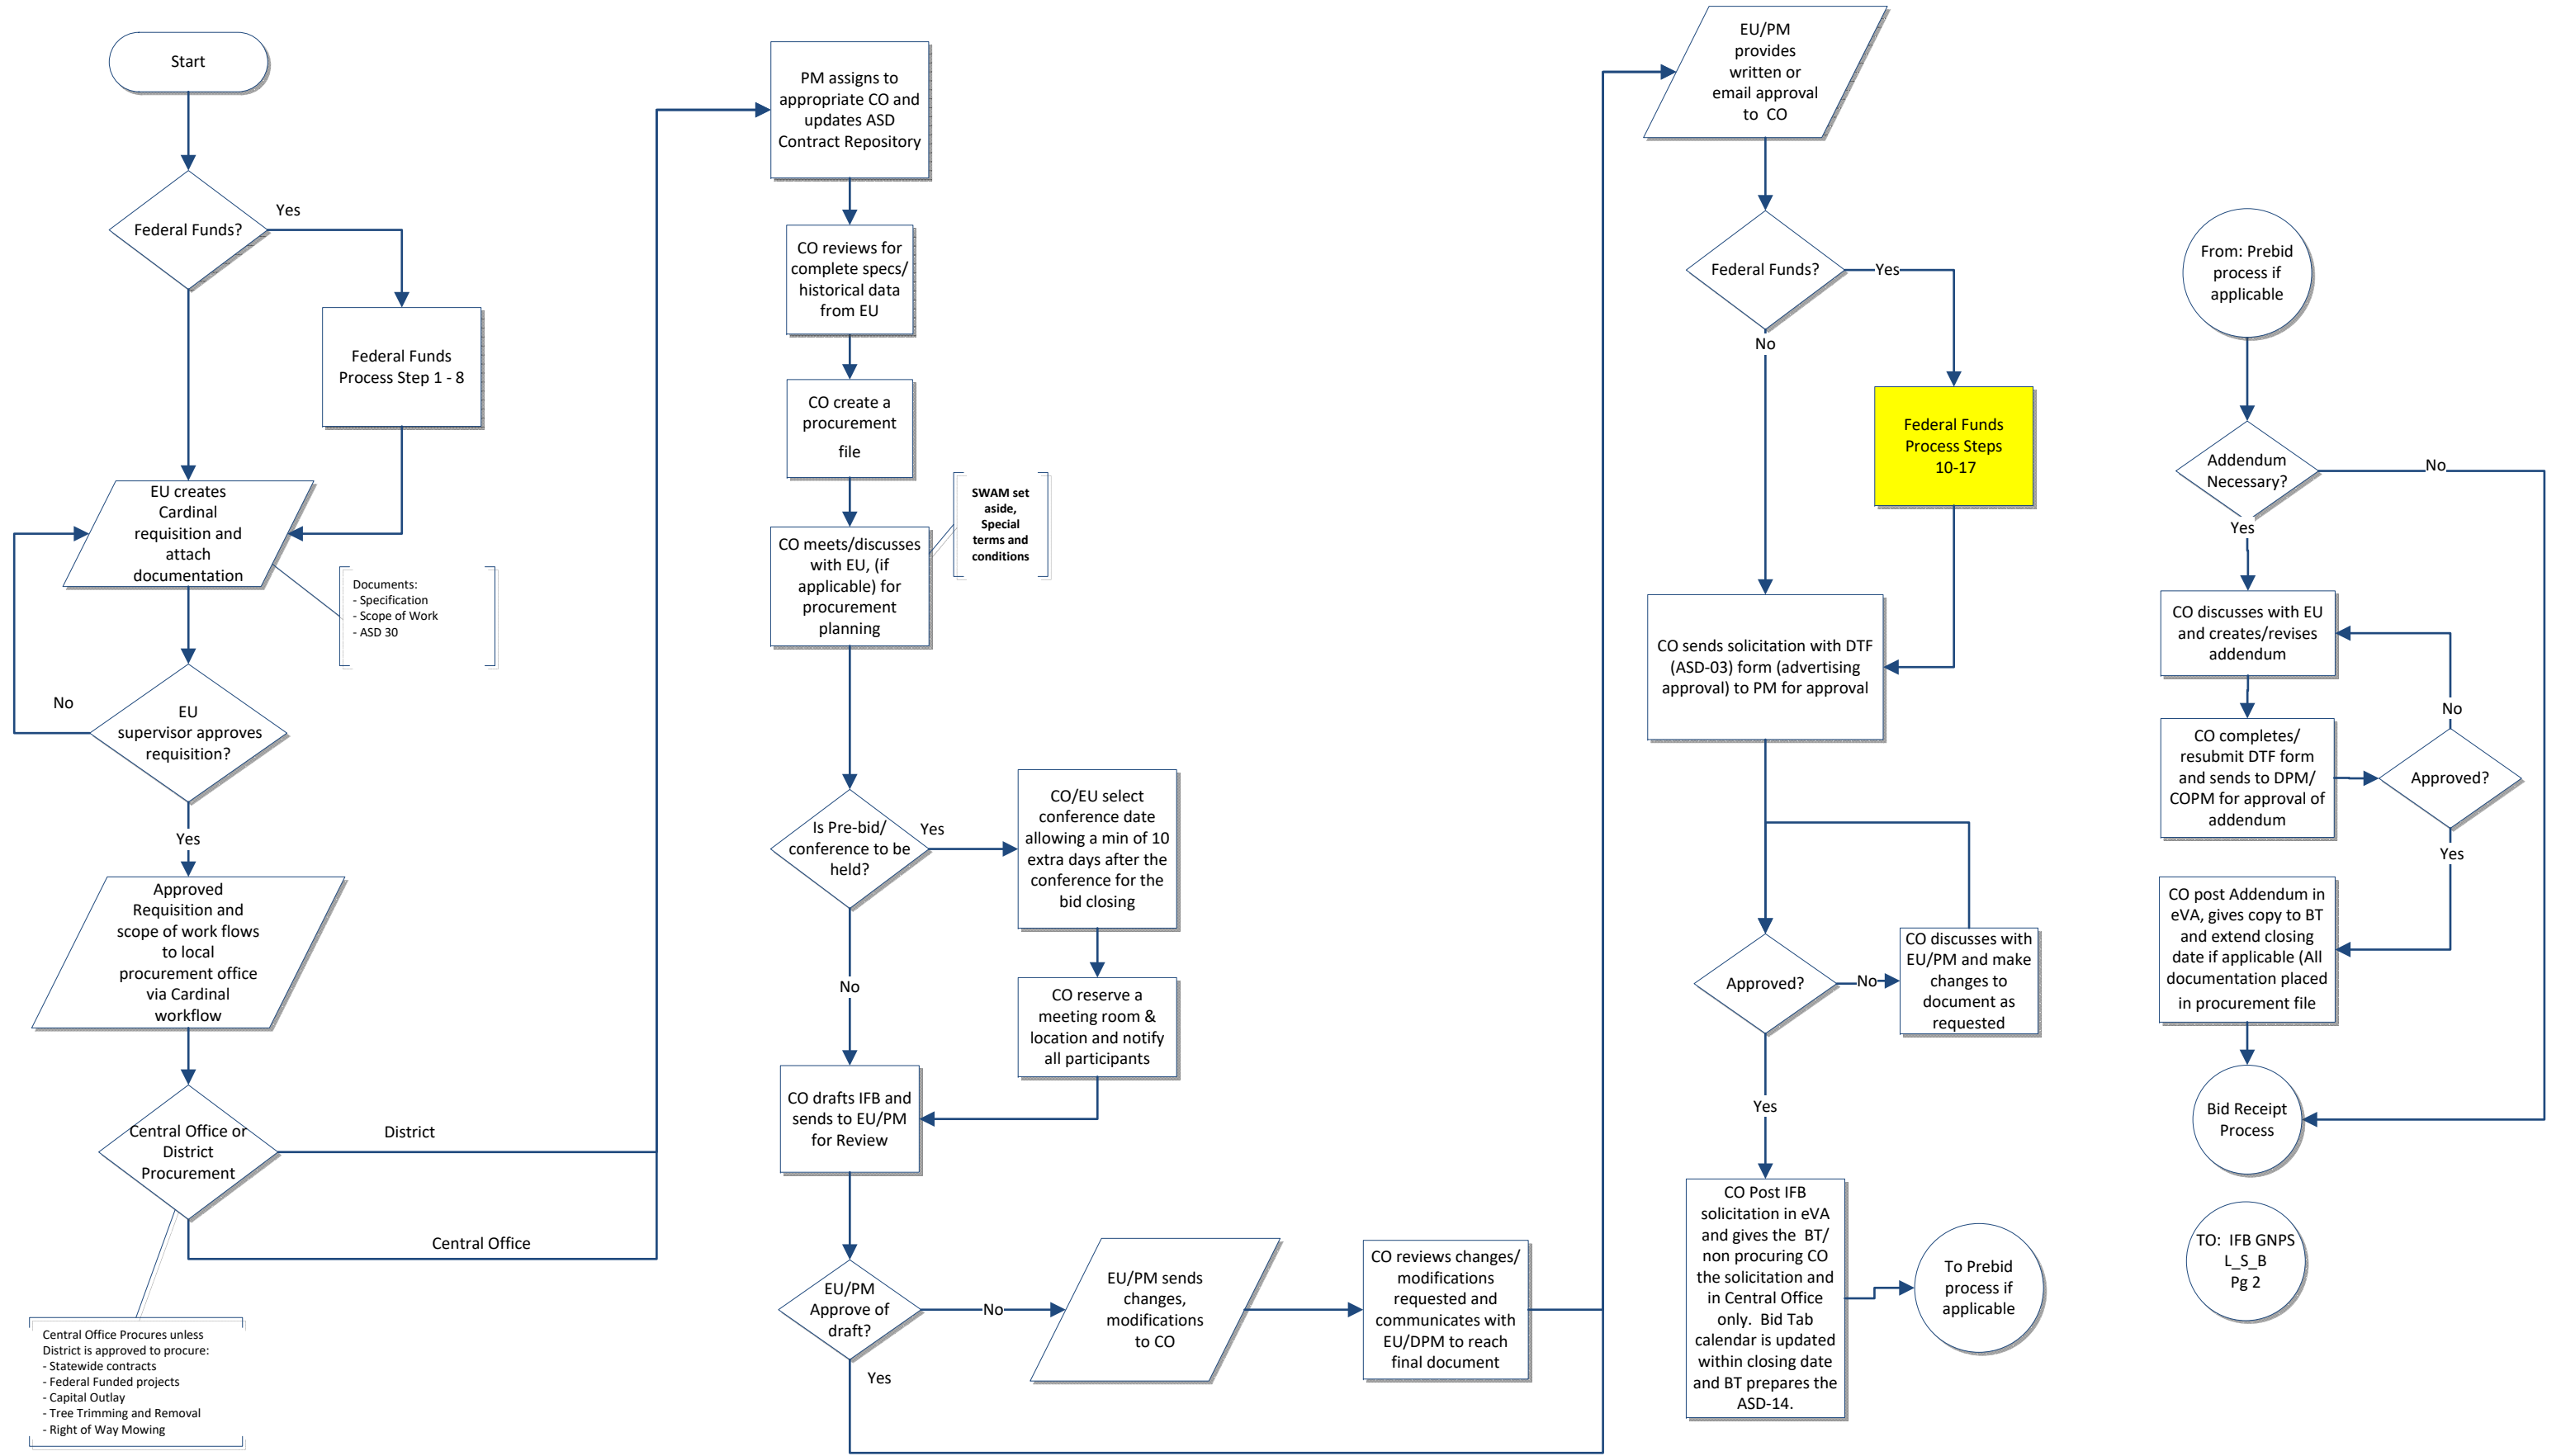 Start
Federal Funds?
Yes
Federal Funds
Process Step 1 - 8
EU creates
Cardinal
requisition and
attach
documentation
Documents:
- Specification
- Scope of Work
- ASD 30
No
EU
supervisor approves
requisition?
Yes
Approved
Requisition and
scope of work flows
to local
procurement office
via Cardinal
workflow
Central Office or
District
Procurement
District
Central Office
Central Office Procures unless
District is approved to procure:
- Statewide contracts
- Federal Funded projects
- Capital Outlay
- Tree Trimming and Removal
- Right of Way Mowing
PM assigns to
appropriate CO and
updates ASD
Contract Repository
CO reviews for
complete specs/
historical data
from EU
CO create a
procurement
file
SWAM set
aside,
Special
terms and
conditions
CO meets/discusses
with EU, (if
applicable) for
procurement
planning
Is Pre-bid/
conference to be
held?
Yes
CO/EU select
conference date
allowing a min of 10
extra days after the
conference for the
bid closing
No
CO reserve a
meeting room &
location and notify
all participants
CO drafts IFB and
sends to EU/PM
for Review
EU/PM
Approve of
draft?
No
EU/PM sends
changes,
modifications
to CO
CO reviews changes/
modifications
requested and
communicates with
EU/DPM to reach
final document
Yes
EU/PM
provides
written or
email approval
to CO
Federal Funds?
Yes
No
Federal Funds
Process Steps
10-17
CO sends solicitation with DTF
(ASD-03) form (advertising
approval) to PM for approval
Approved?
No
CO discusses with
EU/PM and make
changes to
document as
requested
Yes
CO Post IFB
solicitation in eVA
and gives the BT/
non procuring CO
the solicitation and
in Central Office
only. Bid Tab
calendar is updated
within closing date
and BT prepares the
ASD-14.
To Prebid
process if
applicable
From: Prebid
process if
applicable
Addendum
Necessary?
No
Yes
CO discusses with EU
and creates/revises
addendum
No
CO completes/
resubmit DTF form
and sends to DPM/
COPM for approval of
addendum
Approved?
Yes
CO post Addendum in
eVA, gives copy to BT
and extend closing
date if applicable (All
documentation placed
in procurement file
Bid Receipt
Process
TO: IFB GNPS
L_S_B
Pg 2